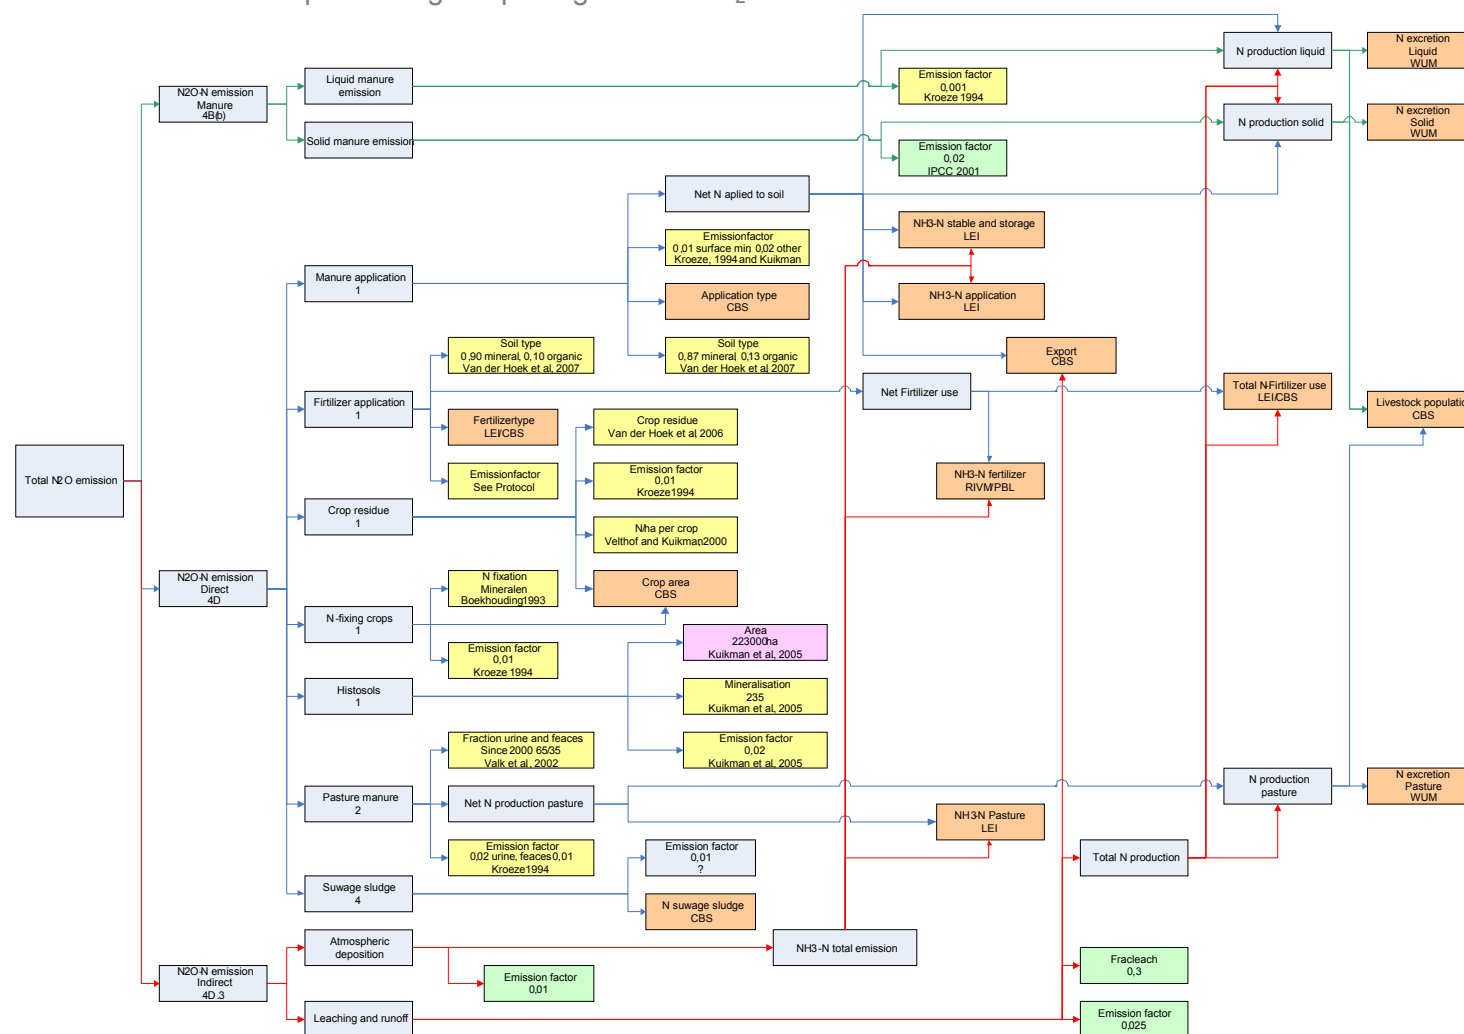 N production liquid
N excretion
Liquid
WUM
Liquid manure
emission
Emission factor
0,001
Kroeze 1994
N2O-N emission
Manure
4B(b)
N production solid
N excretion
Solid
WUM
Solid manure emission
Emission factor
0,02
IPCC 2001
Net N aplied to soil
NH3-N stable and storage
LEI
Emissionfactor
0,01 surface min, 0,02 other
Kroeze, 1994 and Kuikman
Manure application
1
Application type
CBS
NH3-N application
LEI
Soil type
0,90 mineral, 0,10 organic
Van der Hoek et al, 2007
Soil type
0,87 mineral, 0,13 organic
Van der Hoek et al, 2007
Export
CBS
Firtilizer application
1
Net Firtilizer use
Total N-Firtilizer use
LEI/CBS
Livestock populatio
CBS
Fertilizertype
LEI/CBS
Crop residue
Van der Hoek et al, 2006
Total N2O emission
Emissionfactor
See Protocol
Emission factor
0,01
Kroeze 1994
NH3-N fertilizer
RIVM/PBL
Crop residue
1
N/ha per crop
Velthof and Kuikman, 2000
N2O-N emission
Direct
4D
N fixation
Mineralen
Boekhouding 1993
Crop area
CBS
N-fixing crops
1
Area
223000ha
Kuikman et al, 2005
Emission factor
0,01
Kroeze 1994
Histosols
1
Mineralisation
235
Kuikman et al, 2005
Fraction urine and feaces
Since 2000 65/35
Valk et al, 2002
Emission factor
0,02
Kuikman et al, 2005
Pasture manure
2
Net N production pasture
N production
pasture
N excretion
Pasture
WUM
NH3-N Pasture
LEI
Emission factor
0,02 urine, feaces 0,01
Kroeze 1994
Emission factor
0,01
?
Total N production
Suwage sludge
4
N suwage sludge
CBS
Atmospheric
deposition
NH3-N total emission
N2O-N emission
Indirect
4D.3
Emission factor
0,01
Fracleach
0,3
Leaching and runoff
Emission factor
0,025